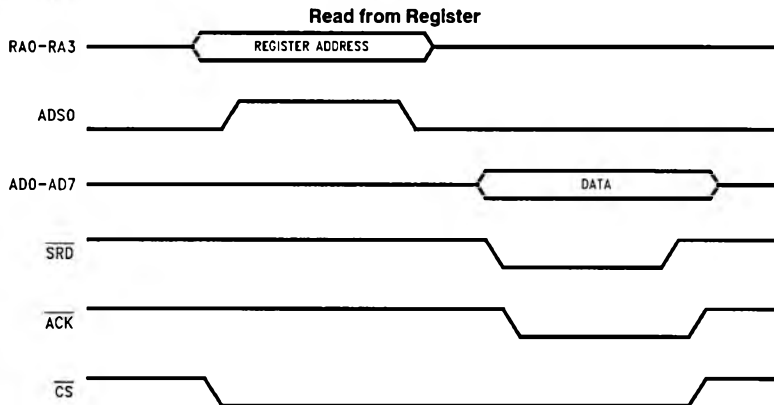 Read from Register
RA0-RA3
REGISTER ADDRESS
ADS0
AD0-AD7
DATA
SRD
ACK
CS